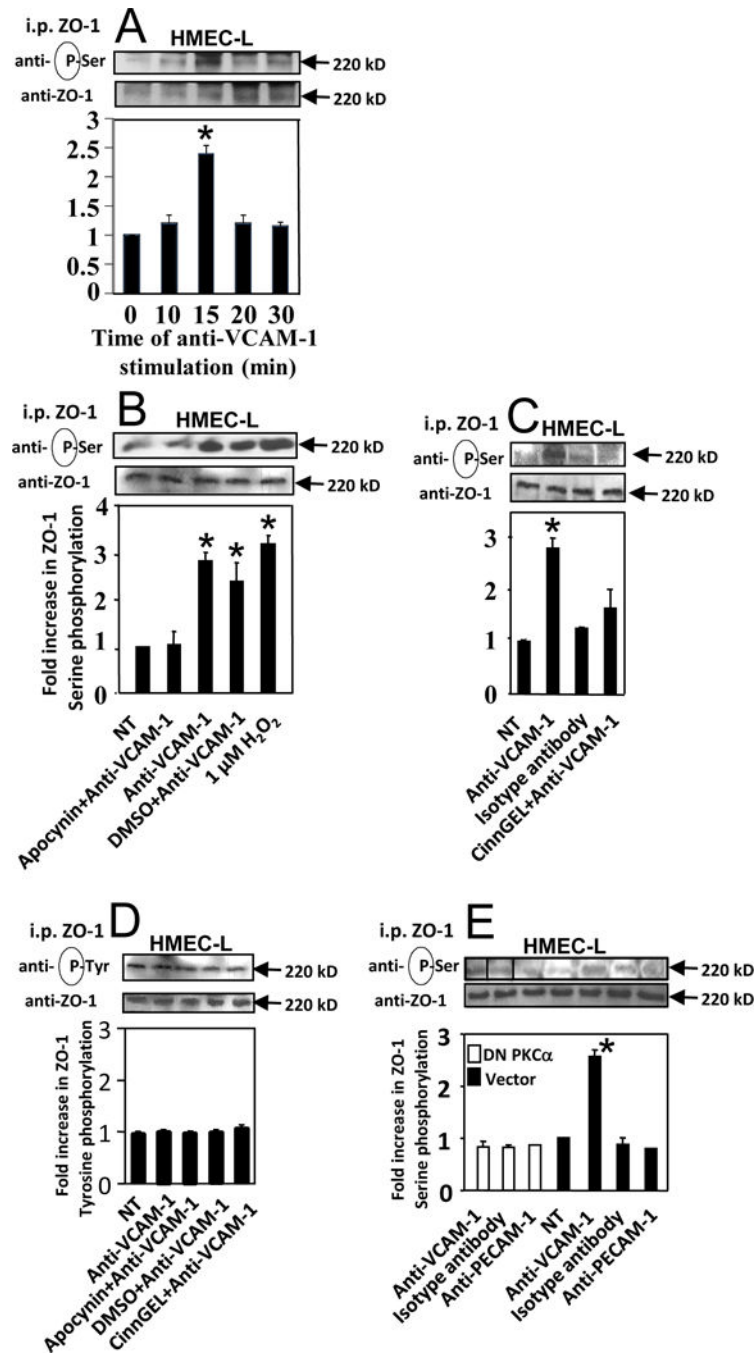 A
i.p. ZO-1
HMEC-L
anti- P-Ser
220 kD
anti-ZO-1
220 kD
3
2.5
2
1.5
1
0.5
0
*
0 10 15 20 30
Time of anti-VCAM-1
stimulation (min)
B
i.p. ZO-1
HMEC-L
anti- P-Ser
220 kD
anti-ZO-1
220 kD
Fold increase in ZO-1
Serine phosphorylation
4
3
2
1
0
* * *
NT
Apocynin+Anti-VCAM-1
Anti-VCAM-1
DMSO+Anti-VCAM-1
1 µM H₂O₂
C
i.p. ZO-1
HMEC-L
anti- P-Ser
220 kD
anti-ZO-1
220 kD
3
2
1
0
*
NT
Anti-VCAM-1
Isotype antibody
CinnGEL+Anti-VCAM-1
D
i.p. ZO-1
HMEC-L
anti- P-Tyr
220 kD
anti-ZO-1
220 kD
Fold increase in ZO-1
Tyrosine phosphorylation
3
2
1
0
NT
Anti-VCAM-1
Apocynin+Anti-VCAM-1
DMSO+Anti-VCAM-1
CinnGEL+Anti-VCAM-1
E
i.p. ZO-1
HMEC-L
anti- P-Ser
220 kD
anti-ZO-1
220 kD
Fold increase in ZO-1
Serine phosphorylation
3
2
1
0
DN PKCα
Vector
*
Anti-VCAM-1
Isotype antibody
Anti-PECAM-1
NT
Anti-VCAM-1
Isotype antibody
Anti-PECAM-1